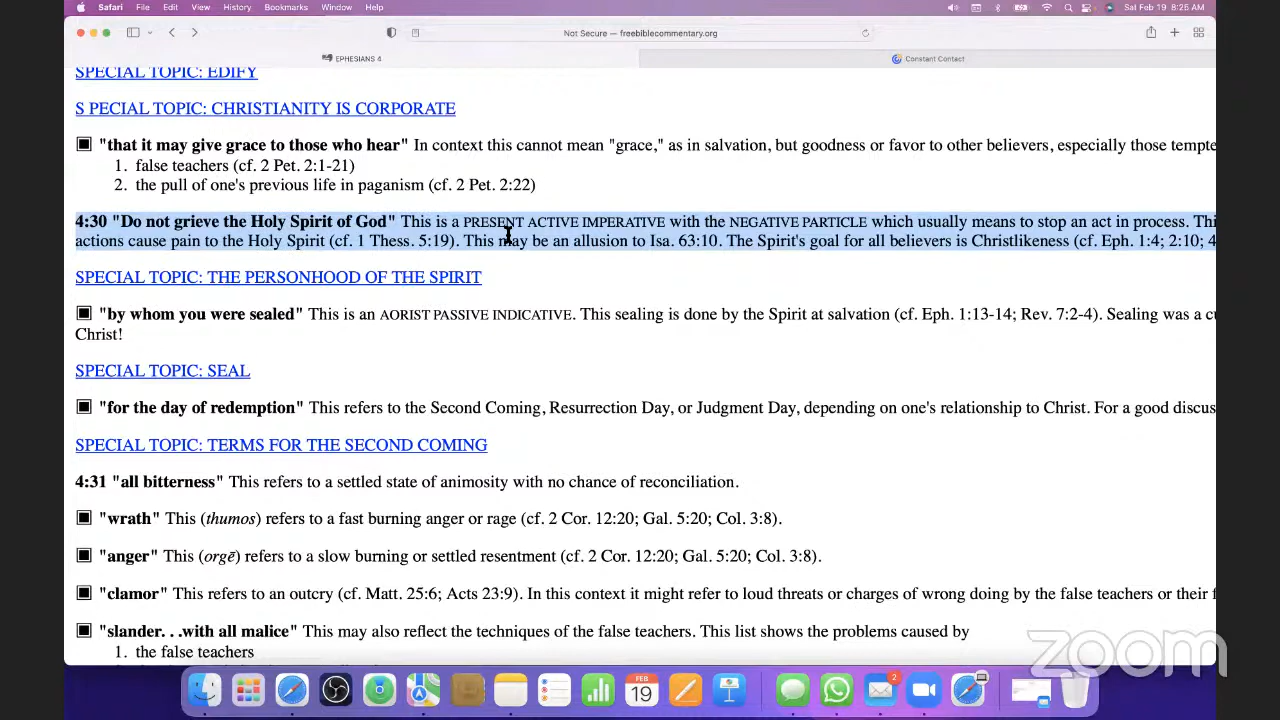 Safari File Edit View History Bookmarks Window Help Sat Feb 19 8:25 AM
Not Secure — freebiblecommentary.org
EPHESIANS 4 Constant Contact
SPECIAL TOPIC: EDIFY
S PECIAL TOPIC: CHRISTIANITY IS CORPORATE
"that it may give grace to those who hear" In context this cannot mean "grace," as in salvation, but goodness or favor to other believers, especially those tempte
1. false teachers (cf. 2 Pet. 2:1-21)
2. the pull of one's previous life in paganism (cf. 2 Pet. 2:22)
4:30 "Do not grieve the Holy Spirit of God" This is a PRESENT ACTIVE IMPERATIVE with the NEGATIVE PARTICLE which usually means to stop an act in process. Thi
actions cause pain to the Holy Spirit (cf. 1 Thess. 5:19). This may be an allusion to Isa. 63:10. The Spirit's goal for all believers is Christlikeness (cf. Eph. 1:4; 2:10; 4
SPECIAL TOPIC: THE PERSONHOOD OF THE SPIRIT
"by whom you were sealed" This is an AORIST PASSIVE INDICATIVE. This sealing is done by the Spirit at salvation (cf. Eph. 1:13-14; Rev. 7:2-4). Sealing was a cu
Christ!
SPECIAL TOPIC: SEAL
"for the day of redemption" This refers to the Second Coming, Resurrection Day, or Judgment Day, depending on one's relationship to Christ. For a good discus
SPECIAL TOPIC: TERMS FOR THE SECOND COMING
4:31 "all bitterness" This refers to a settled state of animosity with no chance of reconciliation.
"wrath" This (thumos) refers to a fast burning anger or rage (cf. 2 Cor. 12:20; Gal. 5:20; Col. 3:8).
"anger" This (orgē) refers to a slow burning or settled resentment (cf. 2 Cor. 12:20; Gal. 5:20; Col. 3:8).
"clamor" This refers to an outcry (cf. Matt. 25:6; Acts 23:9). In this context it might refer to loud threats or charges of wrong doing by the false teachers or their f
"slander. . .with all malice" This may also reflect the techniques of the false teachers. This list shows the problems caused by
1. the false teachers
zoom
FEB
19
2